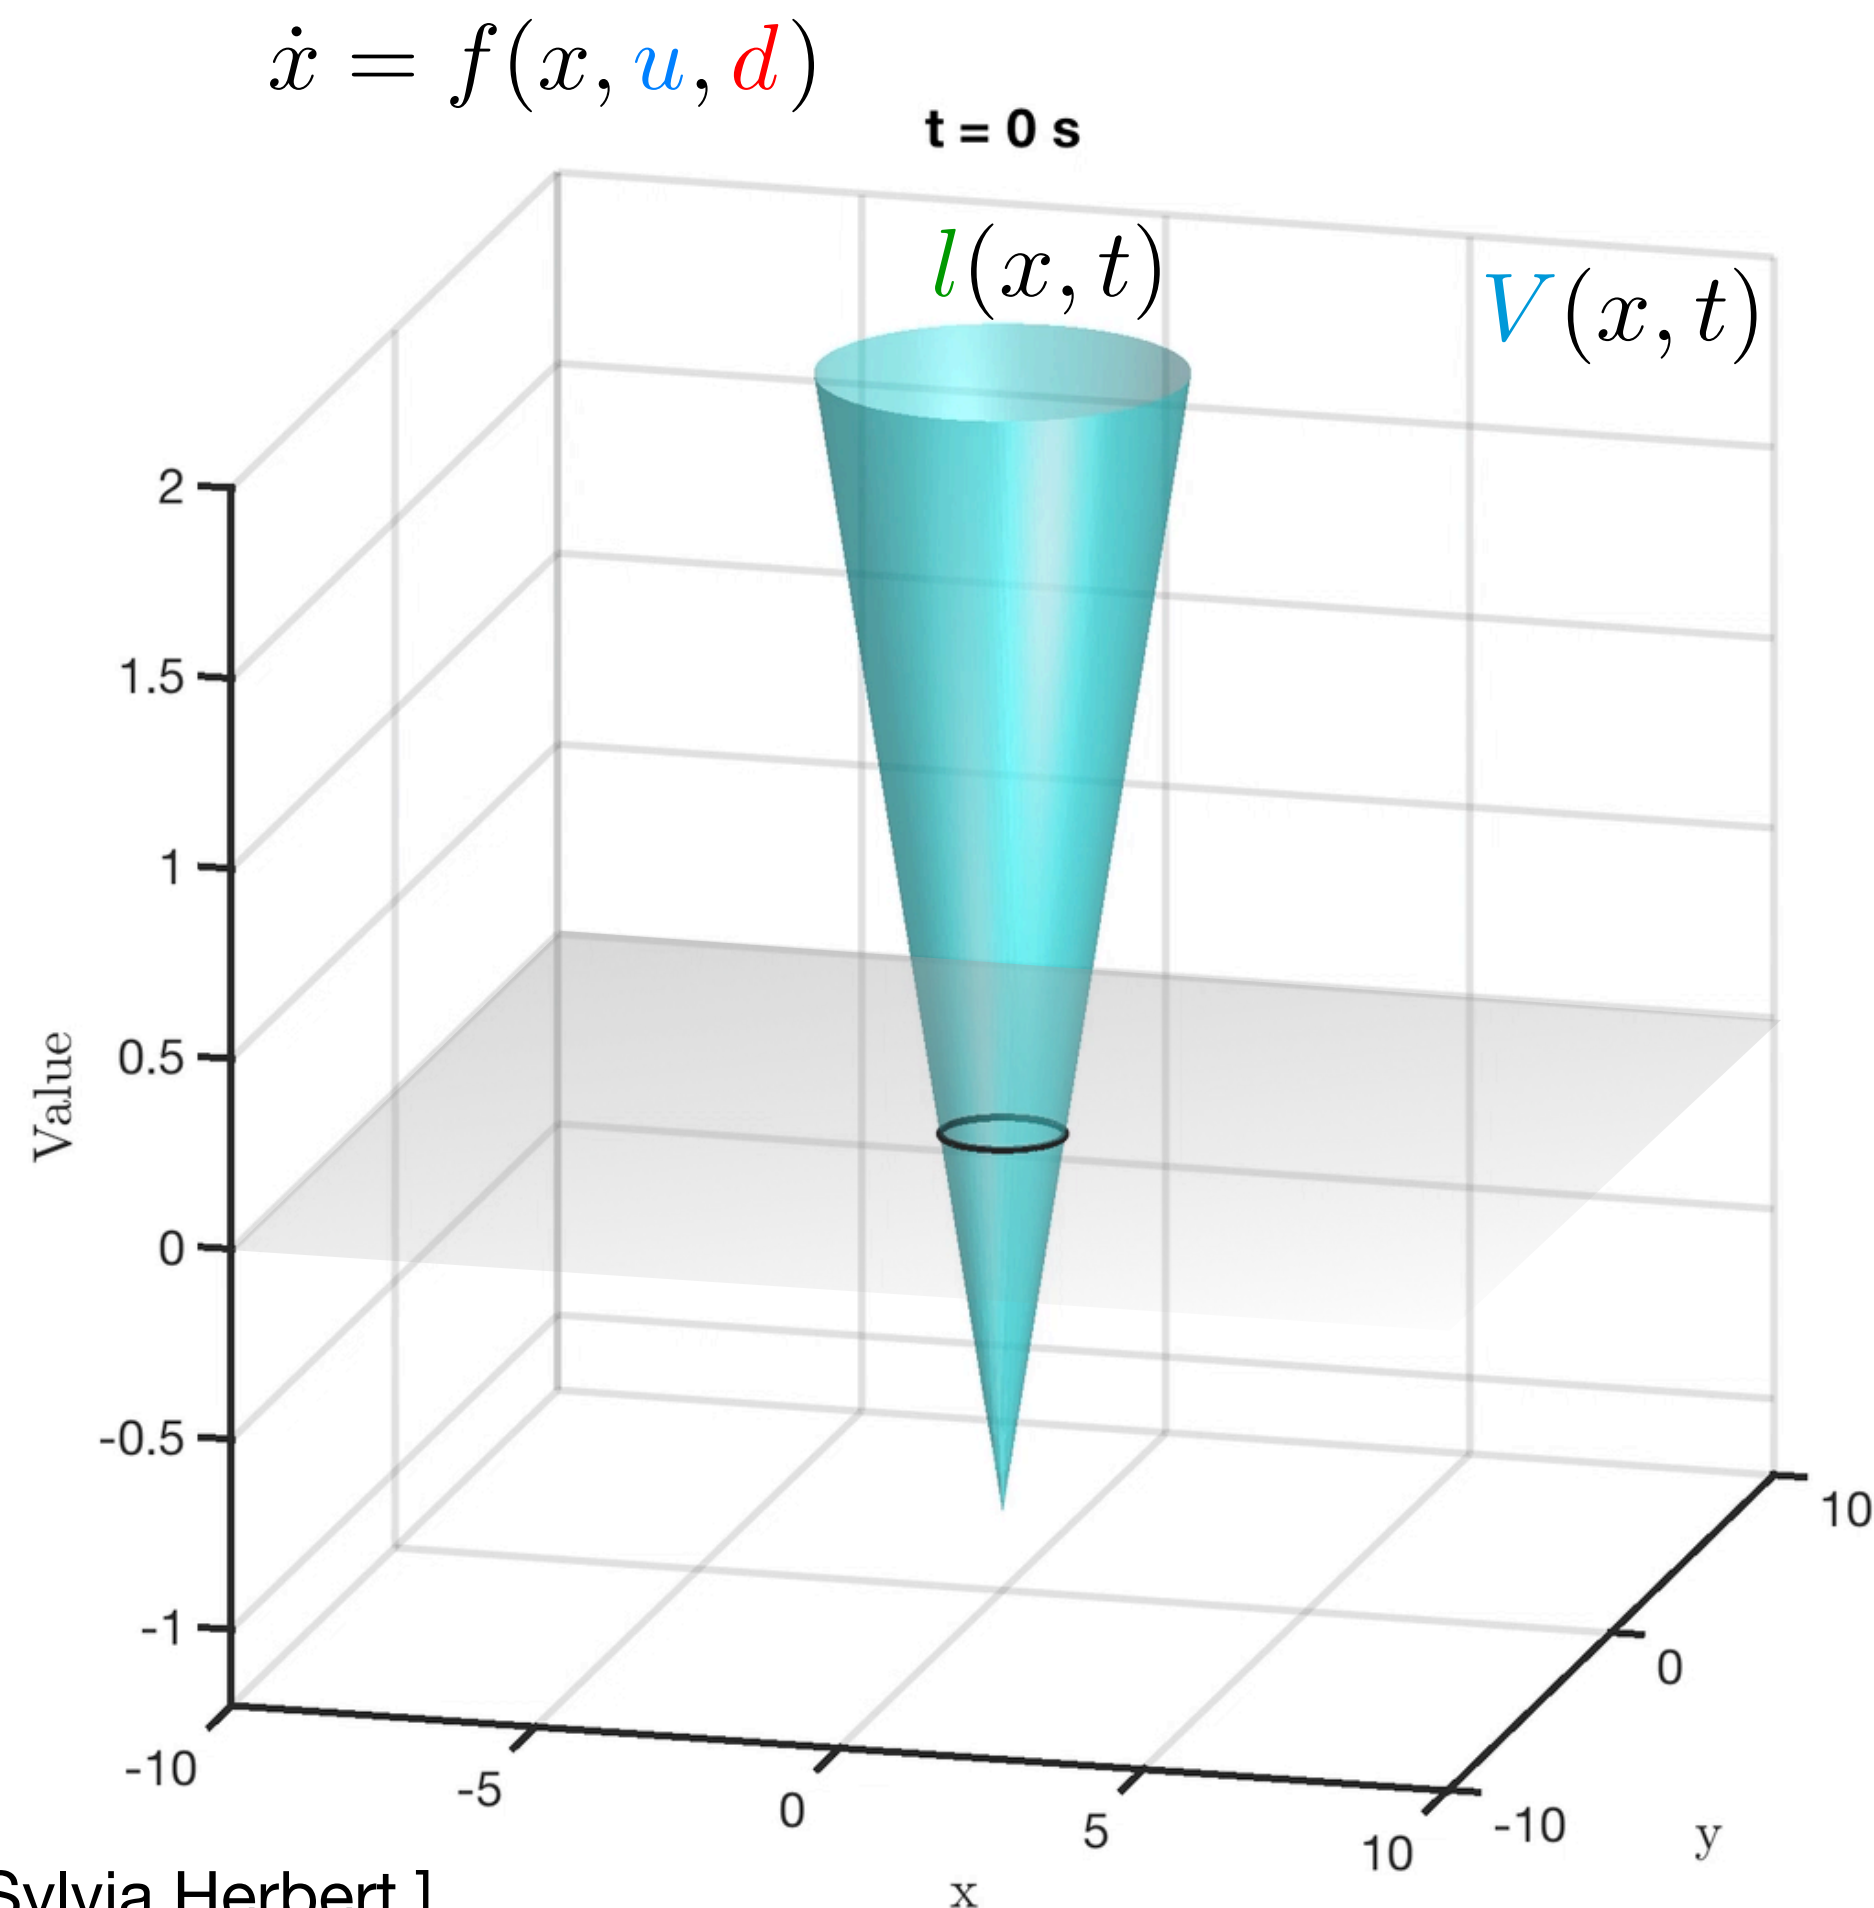 ẋ = f(x, u, d)
t = 0 s
l(x, t)
V(x, t)
2
1.5
1
0.5
0
-0.5
-1
Value
-10
-5
0
5
10
x
-10
0
10
y
Sylvia Herbert ]